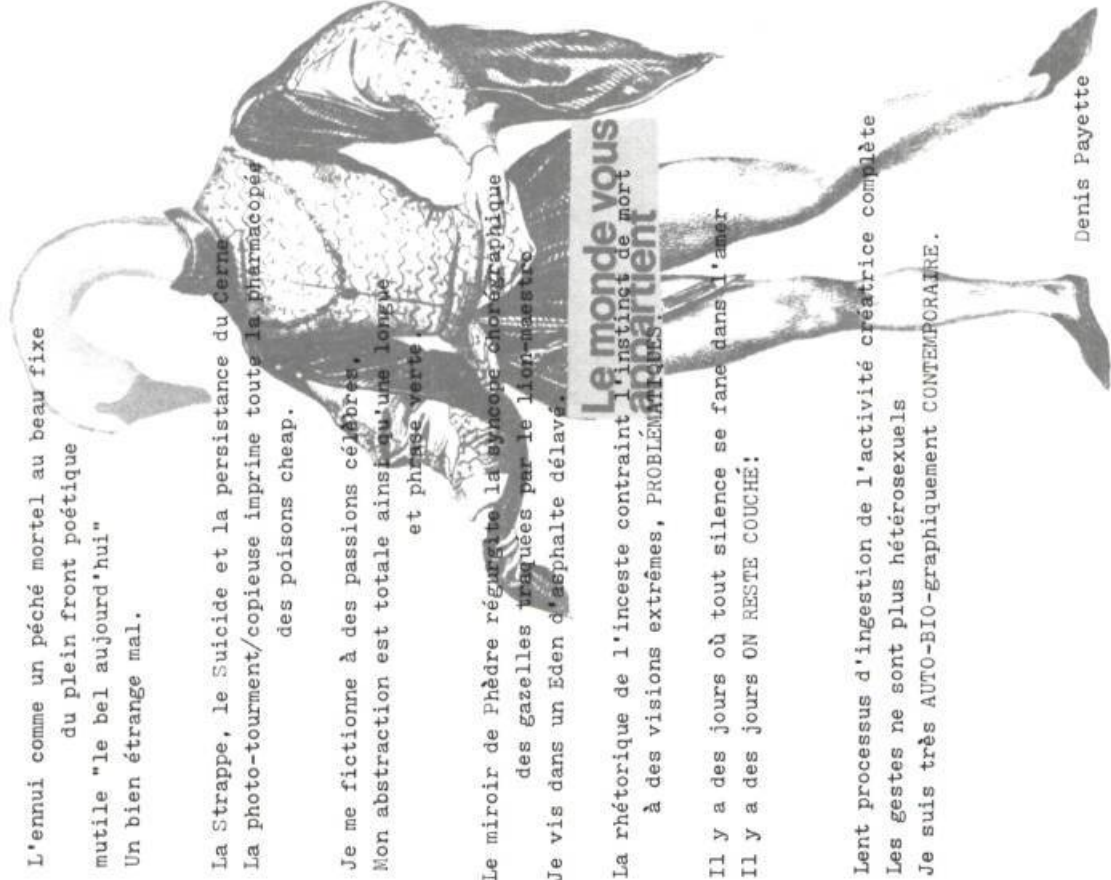 L'ennui comme un péché mortel au beau fixe
du plein front poétique
mutile "le bel aujourd'hui"
Un bien étrange mal.
La Strappe, le Suicide et la persistance du Cerne
La photo-tourment/copieuse imprime toute la pharmacopée
des poisons cheap.
Je me fictionne à des passions célèbres.
Mon abstraction est totale ainsi qu'une longue
et phrase verte.
Le miroir de Phèdre régurgite la syncope chorégraphique
des gazelles traquées par le lion-maestro
Je vis dans un Eden d'asphalte délavé.
Le monde vous
appartient
La rhétorique de l'inceste contraint l'instinct de mort
à des visions extrêmes, PROBLÉMATIQUES.
Il y a des jours où tout silence se fane dans l'amer
Il y a des jours ON RESTE COUCHÉ!
Lent processus d'ingestion de l'activité créatrice complète
Les gestes ne sont plus hétérosexuels
Je suis très AUTO-BIO-graphiquement CONTEMPORAIRE.
Denis Payette